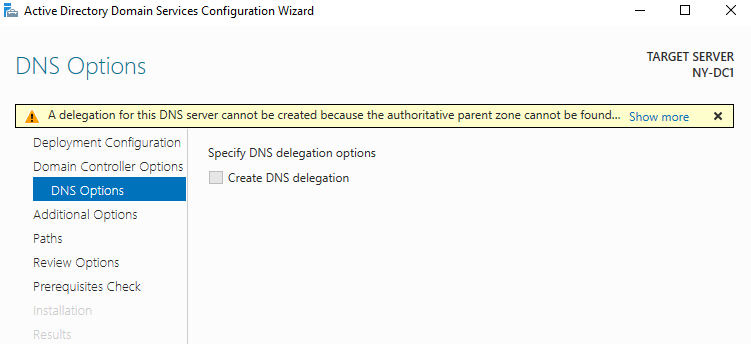 Active Directory Domain Services Configuration Wizard
DNS Options
TARGET SERVER
NY-DC1
A delegation for this DNS server cannot be created because the authoritative parent zone cannot be found... Show more
Deployment Configuration
Domain Controller Options
DNS Options
Additional Options
Paths
Review Options
Prerequisites Check
Installation
Results
Specify DNS delegation options
Create DNS delegation